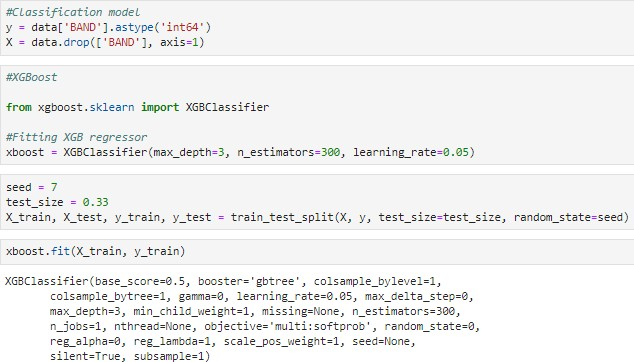 #Classification model
y = data['BAND'].astype('int64')
X = data.drop(['BAND'], axis=1)
#XGBoost
from xgboost.sklearn import XGBClassifier
#Fitting XGB regressor
xboost = XGBClassifier(max_depth=3, n_estimators=300, learning_rate=0.05)
seed = 7
test_size = 0.33
X_train, X_test, y_train, y_test = train_test_split(X, y, test_size=test_size, random_state=seed)
xboost.fit(X_train, y_train)
XGBClassifier(base_score=0.5, booster='gbtree', colsample_bylevel=1,
colsample_bytree=1, gamma=0, learning_rate=0.05, max_delta_step=0,
max_depth=3, min_child_weight=1, missing=None, n_estimators=300,
n_jobs=1, nthread=None, objective='multi:softprob', random_state=0,
reg_alpha=0, reg_lambda=1, scale_pos_weight=1, seed=None,
silent=True, subsample=1)